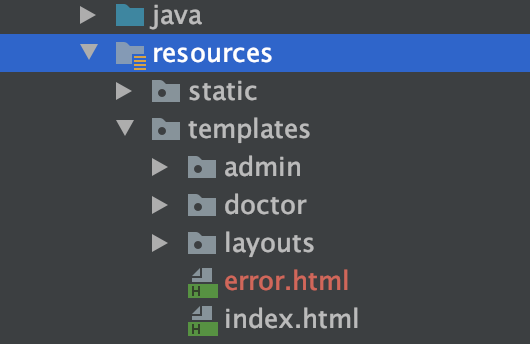 java
resources
static
templates
admin
doctor
layouts
H error.html
H index.html